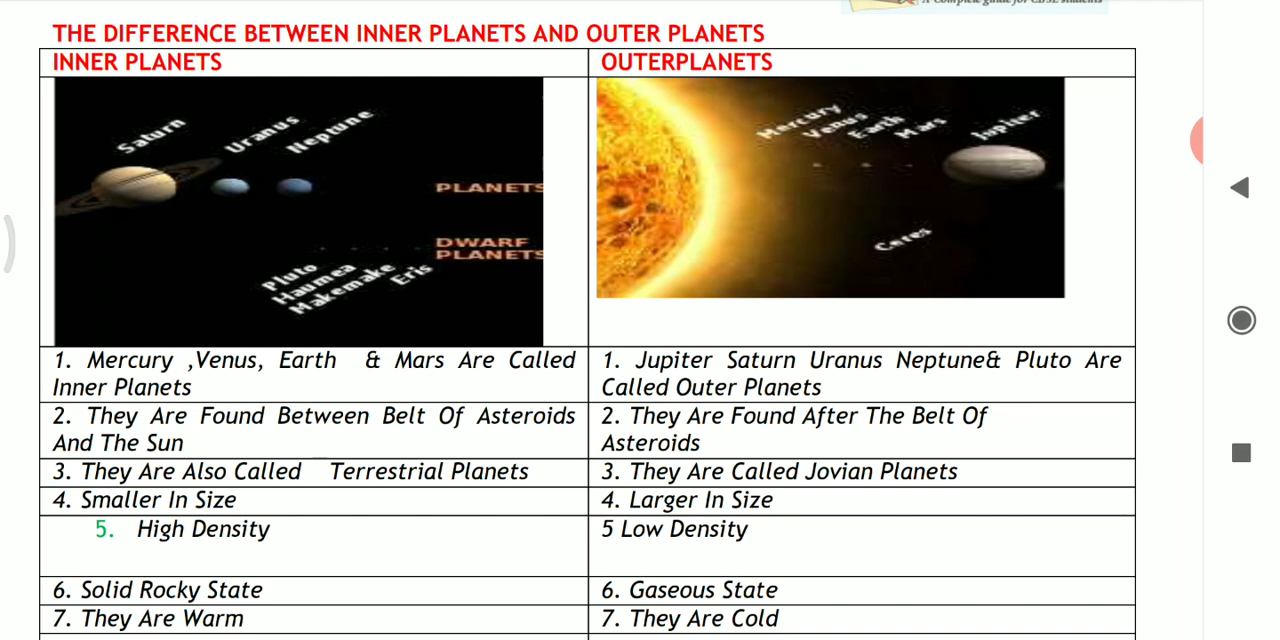 A Complete guide for CBSE students
THE DIFFERENCE BETWEEN INNER PLANETS AND OUTER PLANETS
INNER PLANETS
OUTERPLANETS
Saturn
Uranus
Neptune
PLANETS
DWARF
PLANETS
Pluto
Haumea
Makemake
Eris
Mercury
Venus
Earth
Mars
Jupiter
Ceres
1. Mercury ,Venus, Earth & Mars Are Called
Inner Planets
1. Jupiter Saturn Uranus Neptune& Pluto Are
Called Outer Planets
2. They Are Found Between Belt Of Asteroids
And The Sun
2. They Are Found After The Belt Of
Asteroids
3. They Are Also Called Terrestrial Planets
3. They Are Called Jovian Planets
4. Smaller In Size
4. Larger In Size
5. High Density
5 Low Density
6. Solid Rocky State
6. Gaseous State
7. They Are Warm
7. They Are Cold